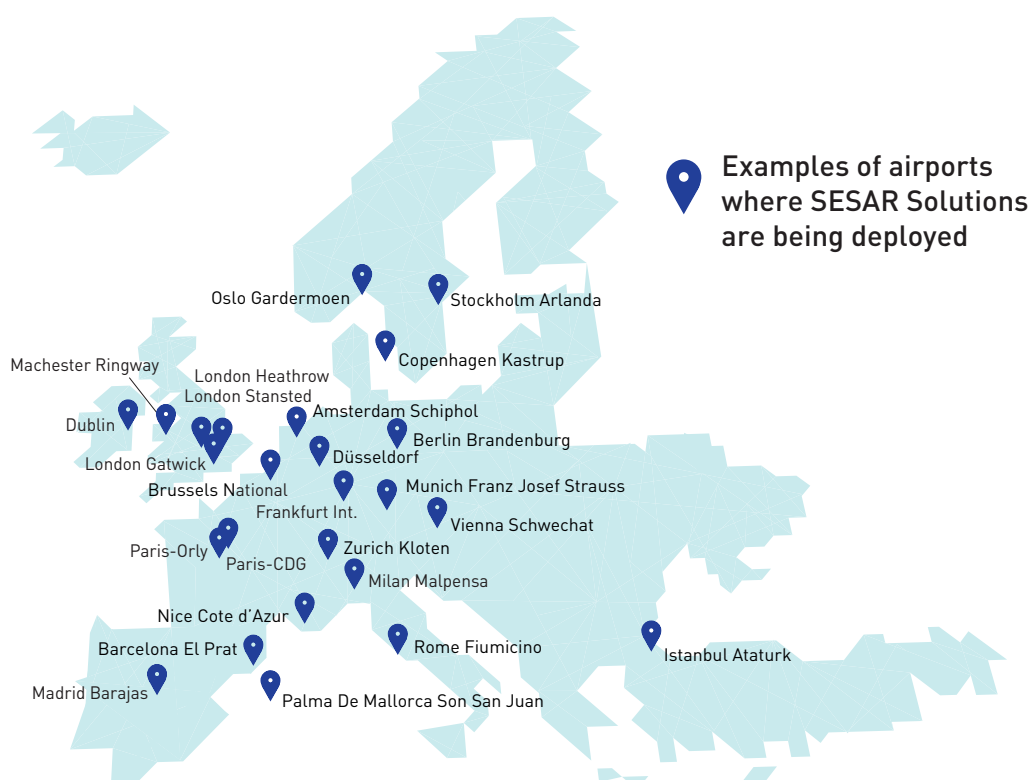 Examples of airports
where SESAR Solutions
are being deployed
Oslo Gardermoen
Stockholm Arlanda
Copenhagen Kastrup
Machester Ringway
London Heathrow
London Stansted
Amsterdam Schiphol
Dublin
Berlin Brandenburg
Düsseldorf
London Gatwick
Brussels National
Munich Franz Josef Strauss
Frankfurt Int.
Vienna Schwechat
Paris-Orly
Zurich Kloten
Paris-CDG
Milan Malpensa
Nice Cote d'Azur
Barcelona El Prat
Rome Fiumicino
Istanbul Ataturk
Madrid Barajas
Palma De Mallorca Son San Juan